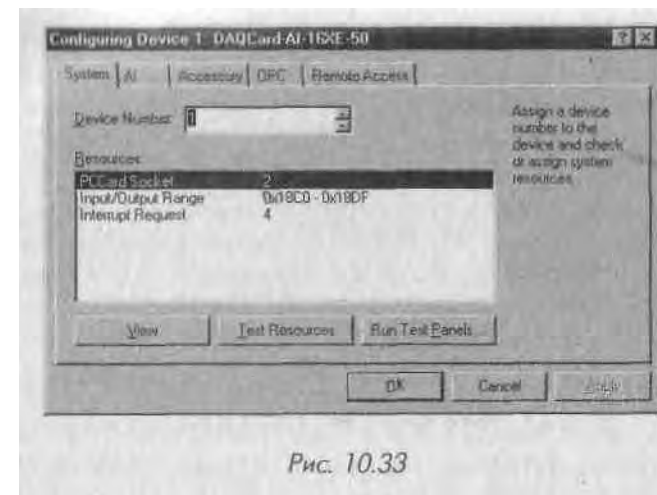 Configuring Device 1: DAQCard-AI-16XE-50
System AI Accessory OPC Remote Access
Device Number: 1
Assign a device
number to the
device and check
or assign system
resources.
Resources:
PCCard Socket 2
Input/Output Range 0x18C0 - 0x18DF
Interrupt Request 4
View Test Resources Run Test Panels...
OK Cancel Apply
Рис. 10.33